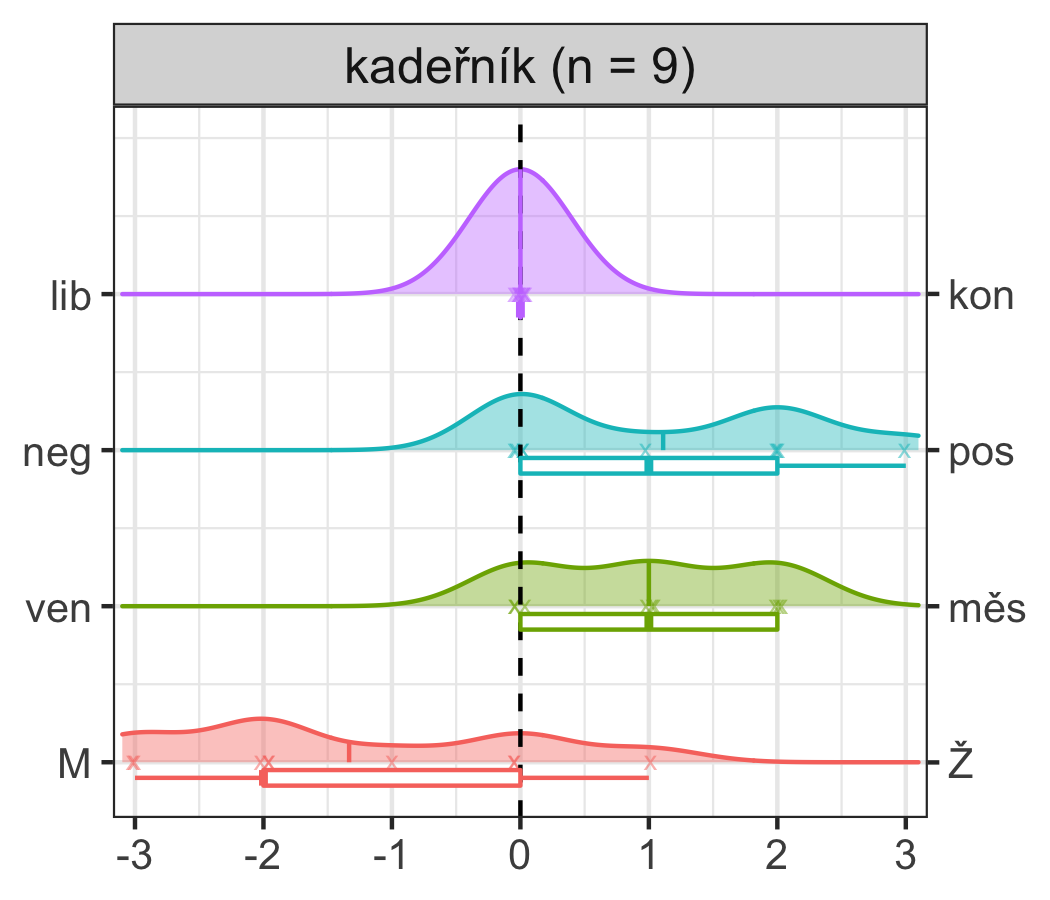 kadeřník (n = 9)
lib kon
neg pos
ven měs
M Ž
-3 -2 -1 0 1 2 3